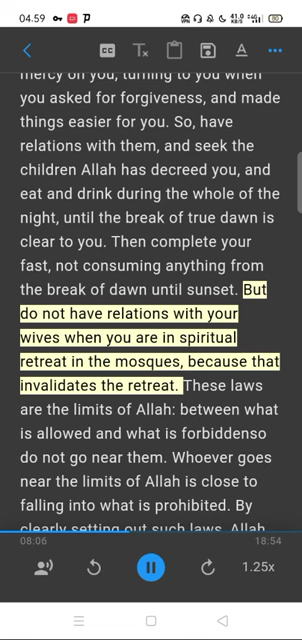 04.59
41.0 KB/S
4G
80
CC
mercy on you, turning to you when
you asked for forgiveness, and made
things easier for you. So, have
relations with them, and seek the
children Allah has decreed you, and
eat and drink during the whole of the
night, until the break of true dawn is
clear to you. Then complete your
fast, not consuming anything from
the break of dawn until sunset. But
do not have relations with your
wives when you are in spiritual
retreat in the mosques, because that
invalidates the retreat. These laws
are the limits of Allah: between what
is allowed and what is forbiddenso
do not go near them. Whoever goes
near the limits of Allah is close to
falling into what is prohibited. By
clearly setting out such laws, Allah
08:06
18:54
1.25x